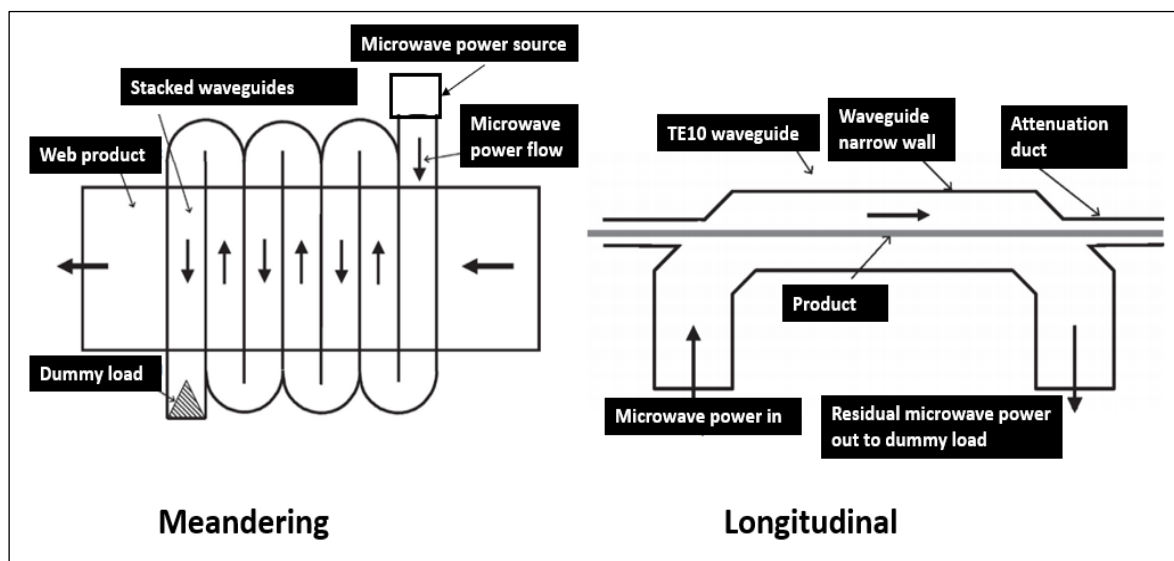 Microwave power source
Stacked waveguides
Microwave
power flow
Web product
Dummy load
Meandering
TE10 waveguide
Waveguide
narrow wall
Attenuation
duct
Product
Microwave power in
Residual microwave power
out to dummy load
Longitudinal